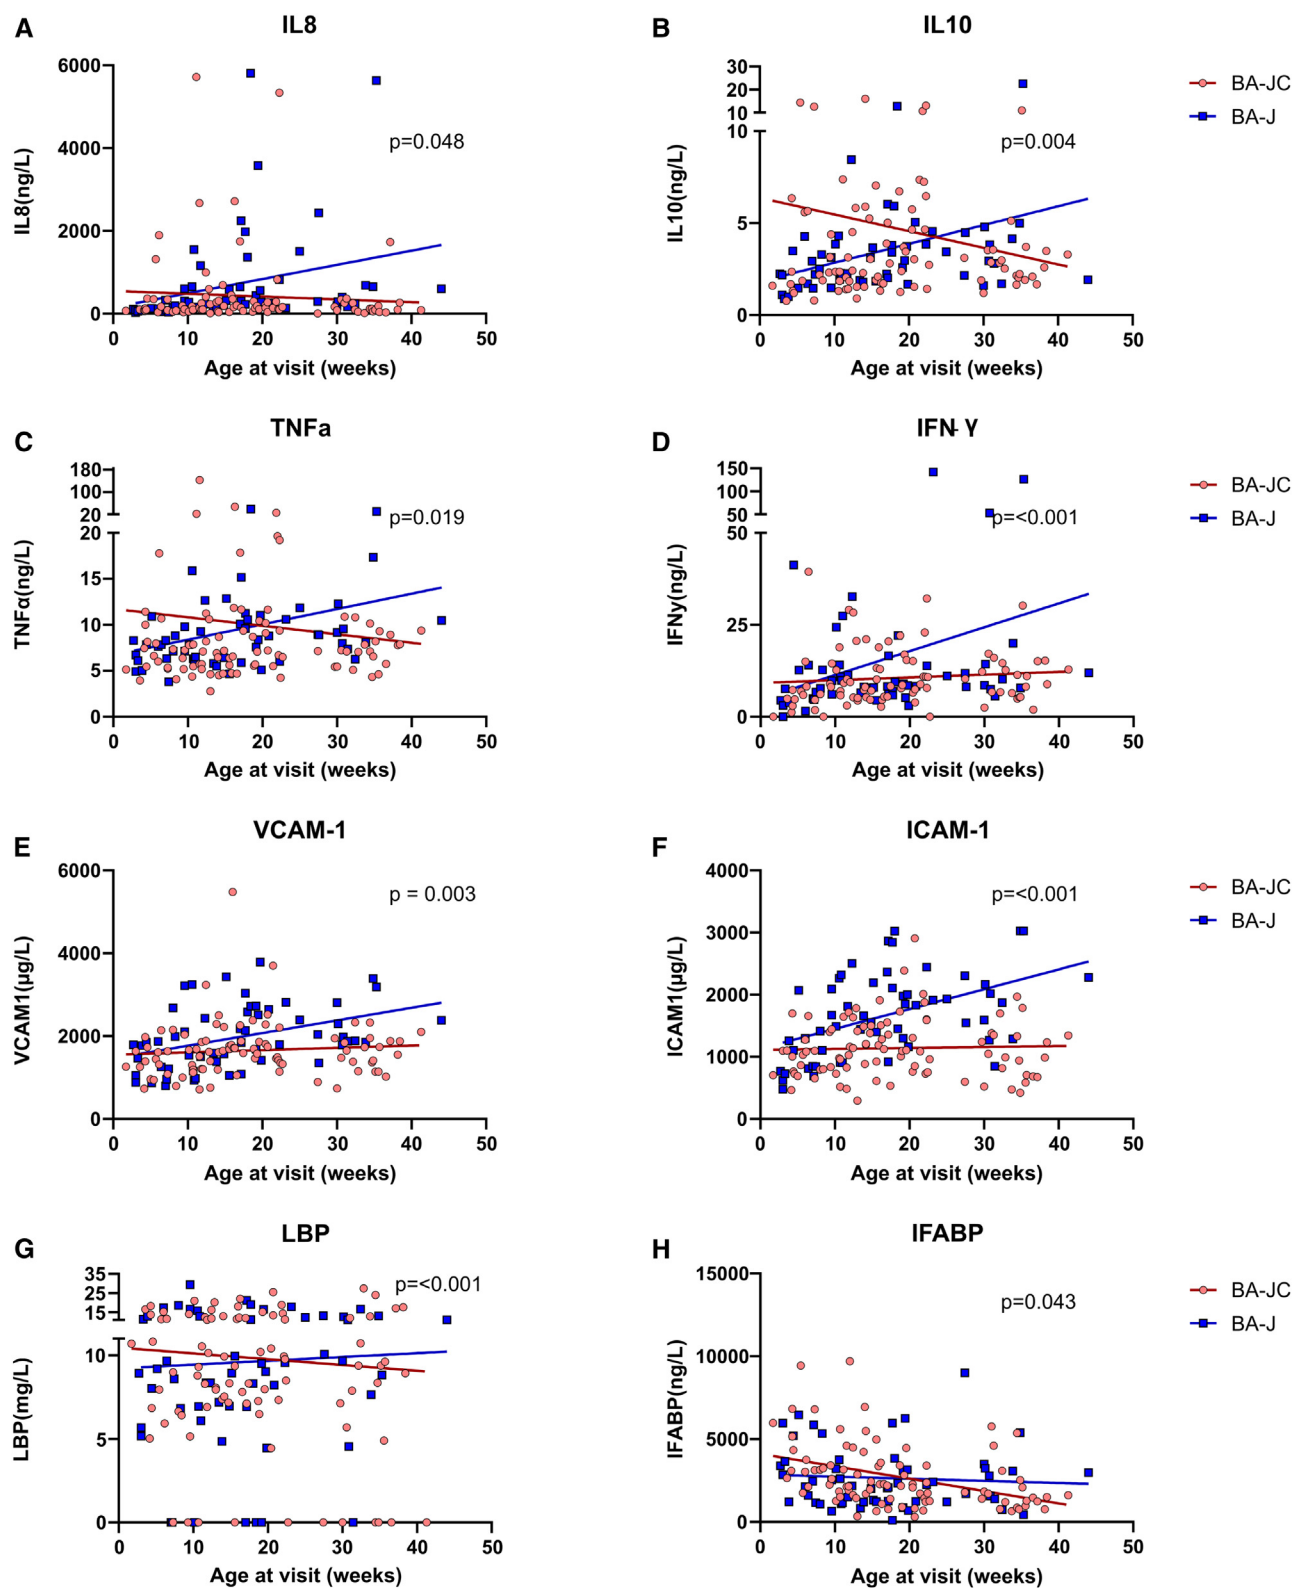 A
IL8
6000
4000
2000
0
IL8(ng/L)
p=0.048
0 10 20 30 40 50
Age at visit (weeks)
B
IL10
30
20
10
10
5
0
IL10(ng/L)
p=0.004
0 10 20 30 40 50
Age at visit (weeks)
BA-JC
BA-J
C
TNFa
180
100
20
20
15
10
5
0
TNFα(ng/L)
p=0.019
0 10 20 30 40 50
Age at visit (weeks)
D
IFN- γ
150
100
50
50
25
0
IFNγ(ng/L)
p=<0.001
0 10 20 30 40 50
Age at visit (weeks)
BA-JC
BA-J
E
VCAM-1
6000
4000
2000
0
VCAM1(µg/L)
p = 0.003
0 10 20 30 40 50
Age at visit (weeks)
F
ICAM-1
4000
3000
2000
1000
0
ICAM1(µg/L)
p=<0.001
0 10 20 30 40 50
Age at visit (weeks)
BA-JC
BA-J
G
LBP
35
25
15
10
5
0
LBP(mg/L)
p=<0.001
0 10 20 30 40 50
Age at visit (weeks)
H
IFABP
15000
10000
5000
0
IFABP(ng/L)
p=0.043
0 10 20 30 40 50
Age at visit (weeks)
BA-JC
BA-J